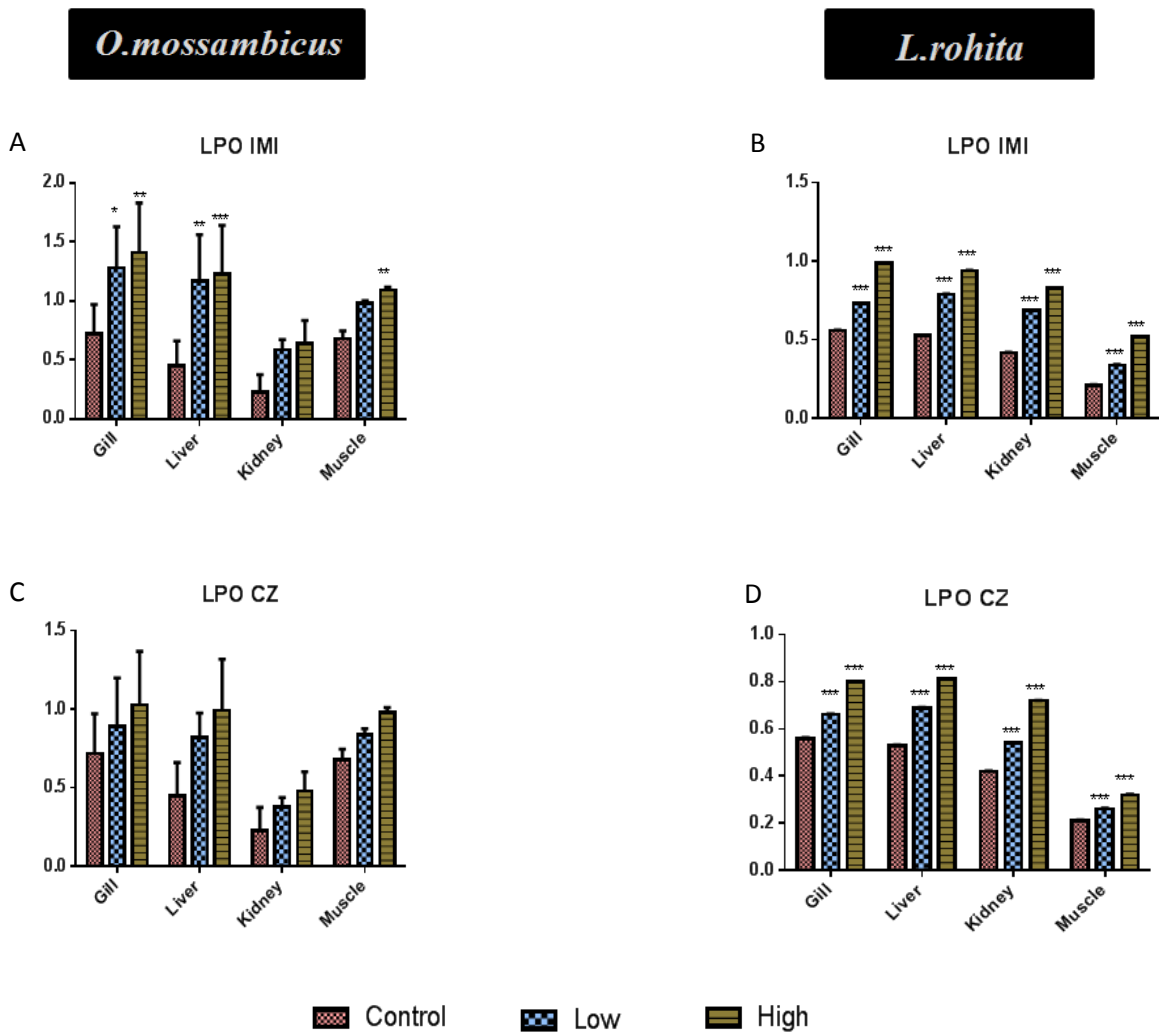 O.mossambicus
L.rohita
A
LPO IMI
2.0
1.5
1.0
0.5
0.0
*
**
**
***
**
Gill
Liver
Kidney
Muscle
B
LPO IMI
1.5
1.0
0.5
0.0
***
***
***
***
***
***
***
***
Gill
Liver
Kidney
Muscle
C
LPO CZ
1.5
1.0
0.5
0.0
Gill
Liver
Kidney
Muscle
D
LPO CZ
1.0
0.8
0.6
0.4
0.2
0.0
***
***
***
***
***
***
***
***
Gill
Liver
Kidney
Muscle
Control
Low
High